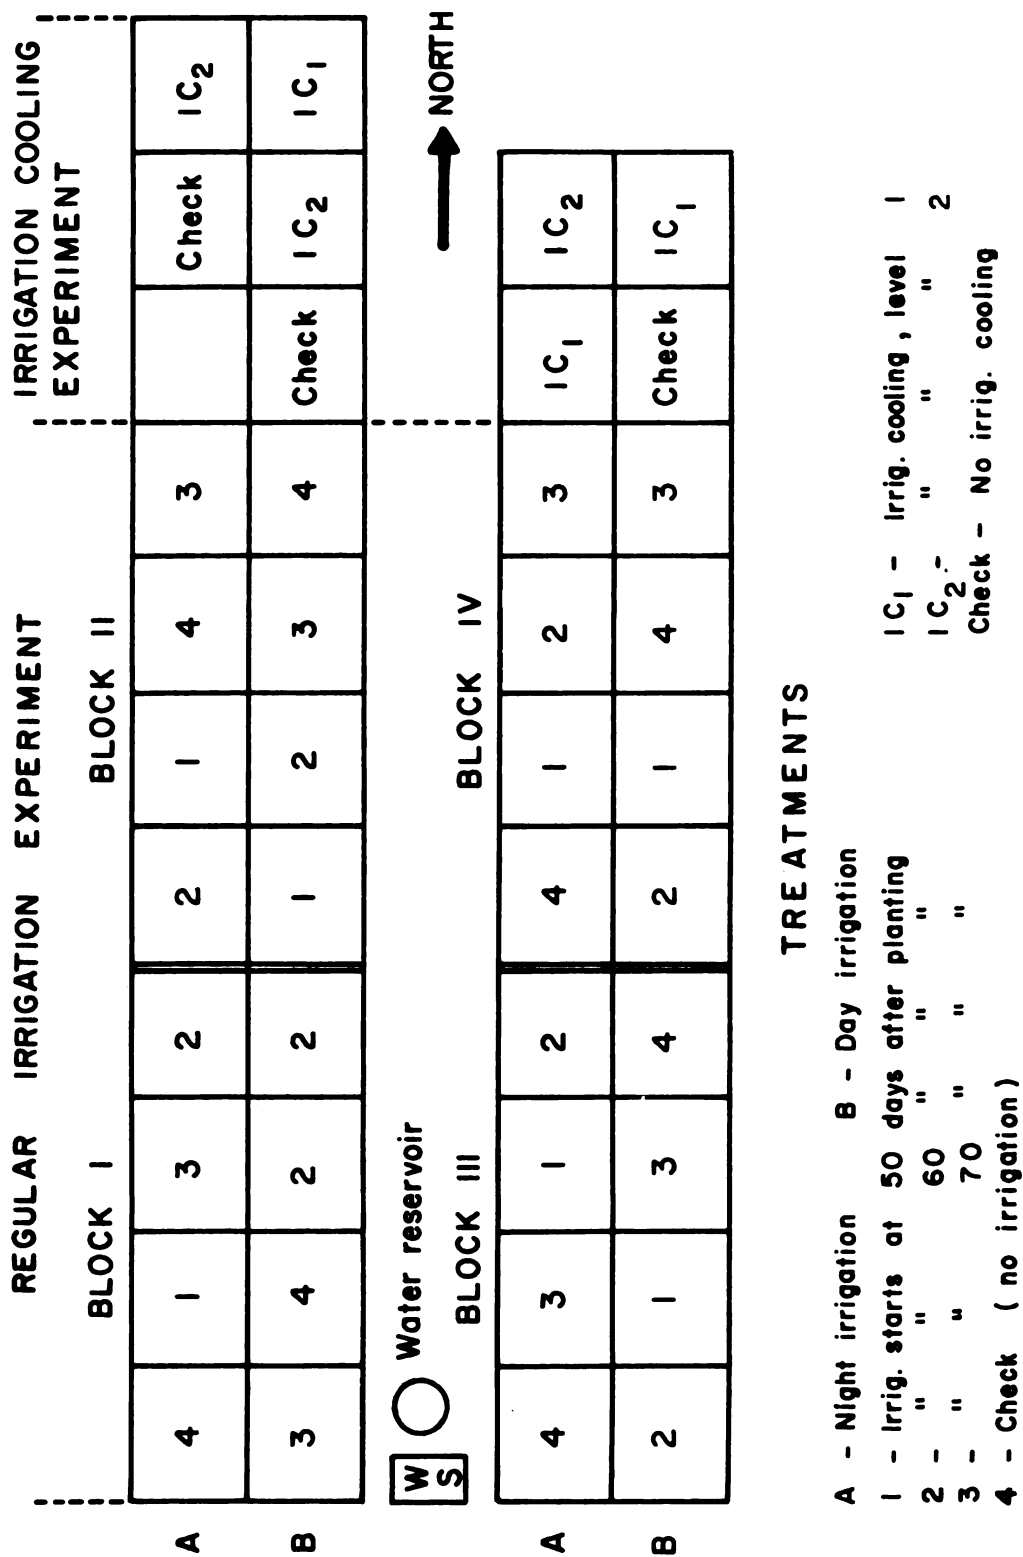 REGULAR IRRIGATION EXPERIMENT
IRRIGATION COOLING
EXPERIMENT
BLOCK I
BLOCK II
A 4 1 3 2 2 1 4 3 Check IC2
B 3 4 2 2 1 2 3 4 Check IC2 IC1
W
S
Water reservoir
NORTH
BLOCK III
BLOCK IV
A 4 3 1 2 4 1 2 3 IC1 IC2
B 2 1 3 4 2 1 4 3 Check IC1
TREATMENTS
A - Night irrigation
B - Day irrigation
1 - Irrig. starts at 50 days after planting
2 - " " 60 " " "
3 - " " 70 " " "
4 - Check ( no irrigation )
IC1 - Irrig. cooling , level 1
IC2 - " " " 2
Check - No irrig. cooling